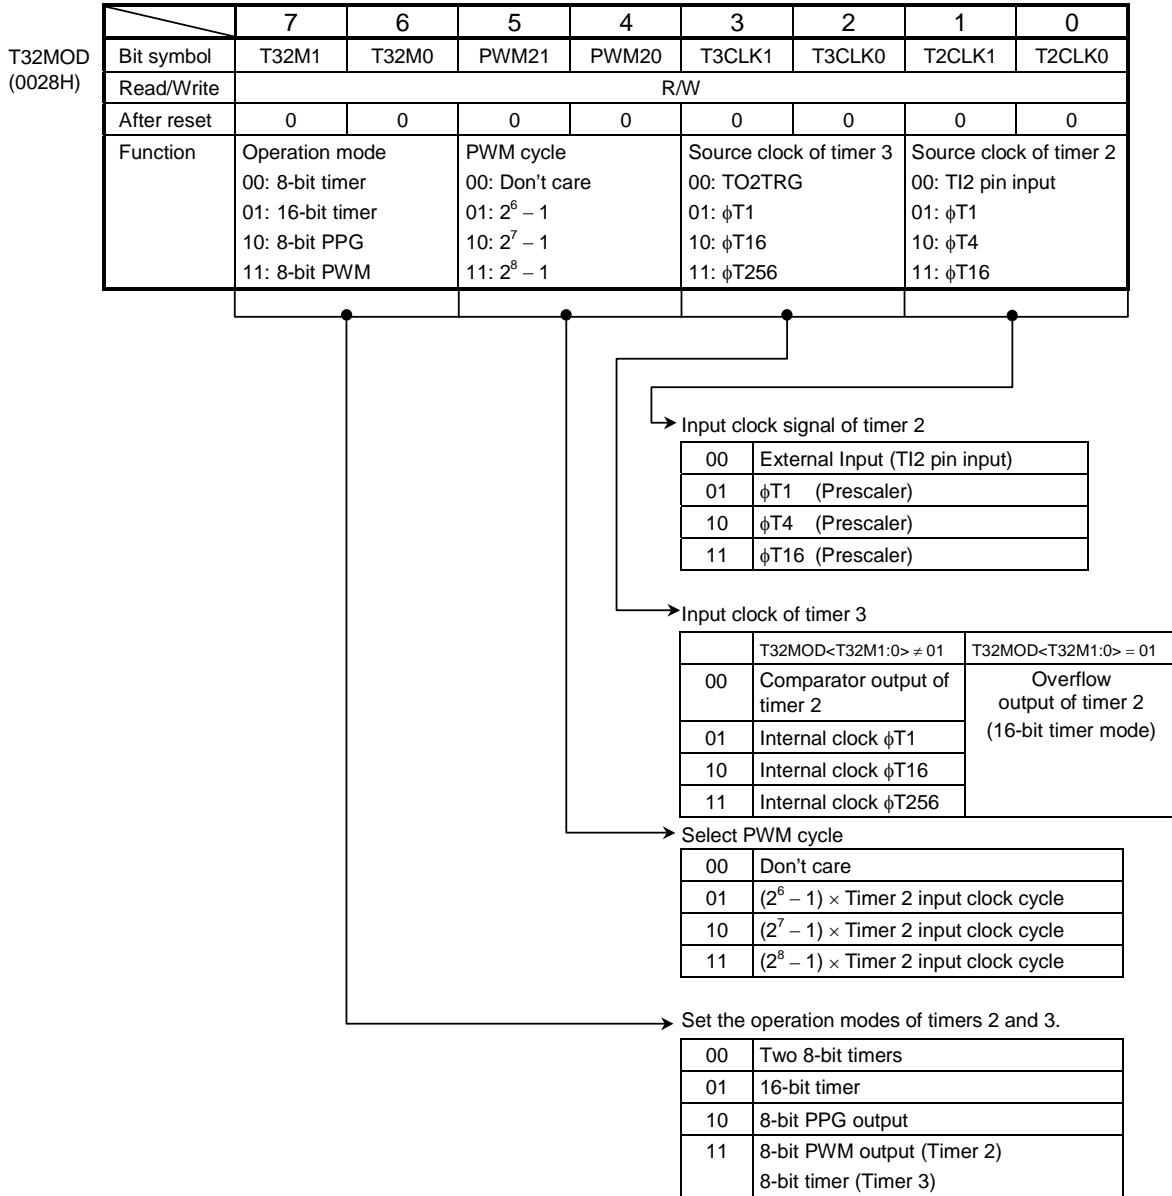 7 6 5 4 3 2 1 0
T32MOD (0028H)
Bit symbol T32M1 T32M0 PWM21 PWM20 T3CLK1 T3CLK0 T2CLK1 T2CLK0
Read/Write R/W
After reset 0 0 0 0 0 0 0 0
Function
Operation mode
00: 8-bit timer
01: 16-bit timer
10: 8-bit PPG
11: 8-bit PWM
PWM cycle
00: Don't care
01: 2⁶ – 1
10: 2⁷ – 1
11: 2⁸ – 1
Source clock of timer 3
00: TO2TRG
01: ϕT1
10: ϕT16
11: ϕT256
Source clock of timer 2
00: TI2 pin input
01: ϕT1
10: ϕT4
11: ϕT16
Input clock signal of timer 2
00 External Input (TI2 pin input)
01 ϕT1 (Prescaler)
10 ϕT4 (Prescaler)
11 ϕT16 (Prescaler)
Input clock of timer 3
T32MOD<T32M1:0> ≠ 01 T32MOD<T32M1:0> = 01
00 Comparator output of
timer 2
01 Internal clock ϕT1
10 Internal clock ϕT16
11 Internal clock ϕT256
Overflow
output of timer 2
(16-bit timer mode)
Select PWM cycle
00 Don't care
01 (2⁶ – 1) × Timer 2 input clock cycle
10 (2⁷ – 1) × Timer 2 input clock cycle
11 (2⁸ – 1) × Timer 2 input clock cycle
Set the operation modes of timers 2 and 3.
00 Two 8-bit timers
01 16-bit timer
10 8-bit PPG output
11 8-bit PWM output (Timer 2)
8-bit timer (Timer 3)